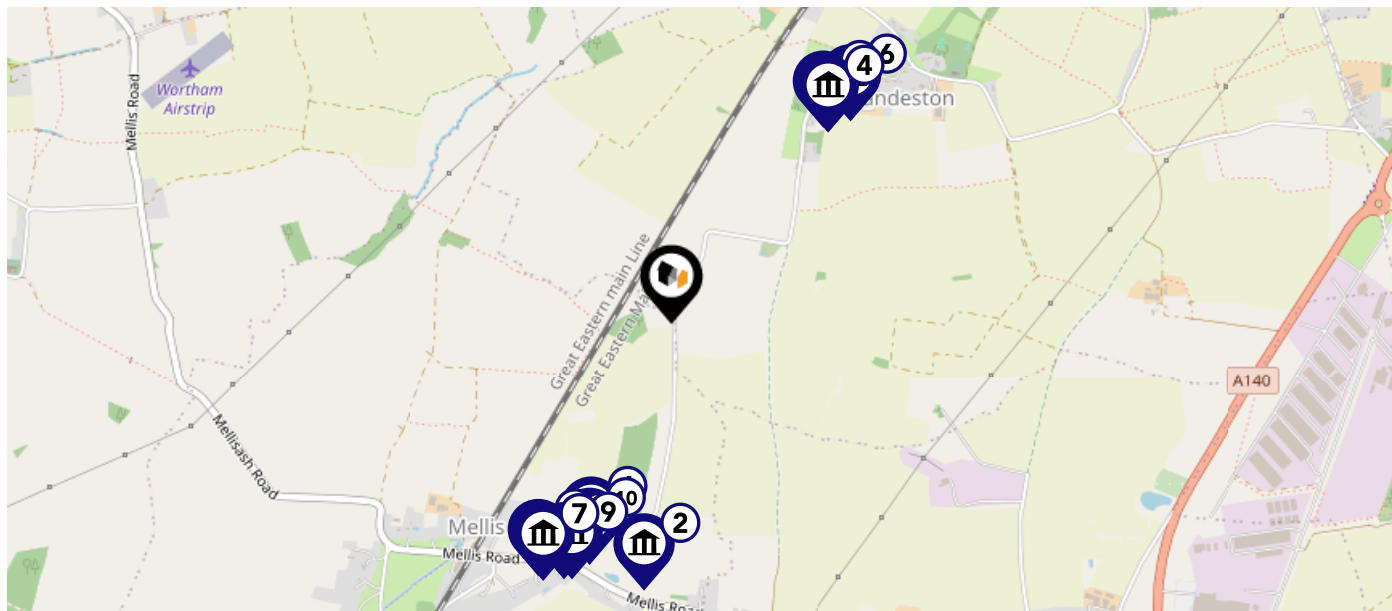 Mellis Road
Wortham
Airstrip
4
6
andeston
Great Eastern main Line
Great Eastern Mai
A140
Mellisash Road
Mellis
Mellis Road
7
9
10
2
Mellis Road